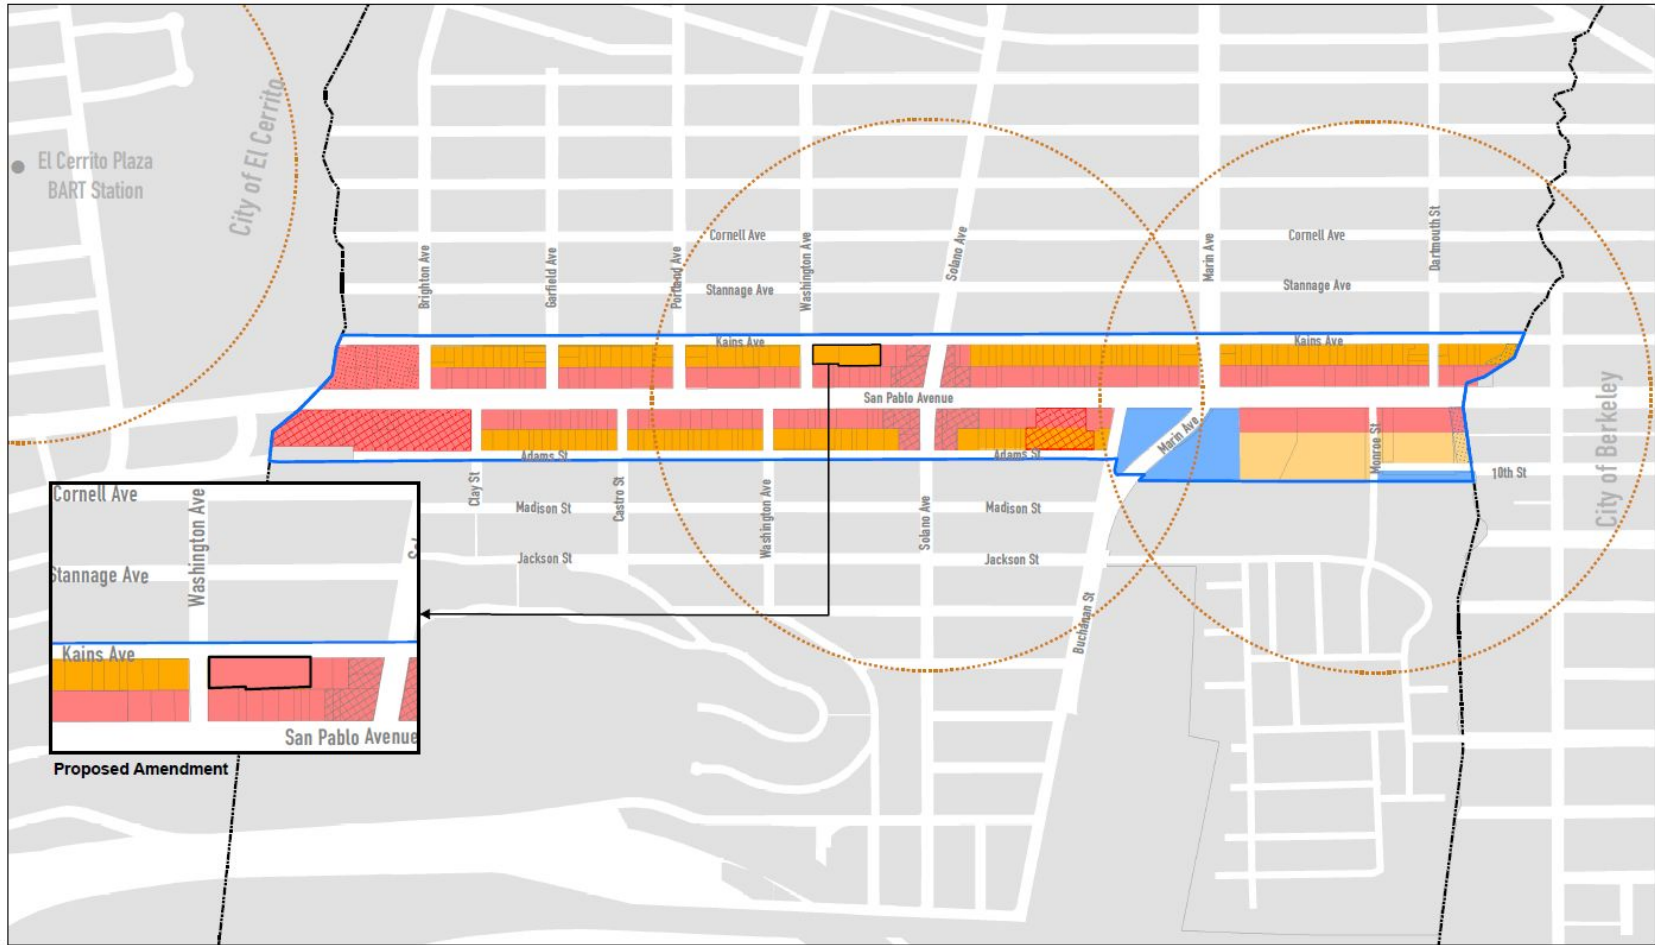 El Cerrito Plaza
BART Station
City of El Cerrito
Cornell Ave
Cornell Ave
Stannage Ave
Stannage Ave
Brighton Ave
Garfield Ave
Portland Ave
Washington Ave
Solano Ave
Marin Ave
Dartmouth St
Kains Ave
Kains Ave
San Pablo Avenue
Marin Ave
Monroe St
Adams St
Adams St
10th St
City of Berkeley
Clay St
Castro St
Washington Ave
Solano Ave
Madison St
Madison St
Jackson St
Jackson St
Buchanan St
Cornell Ave
Washington Ave
Stannage Ave
Kains Ave
San Pablo Avenue
Proposed Amendment